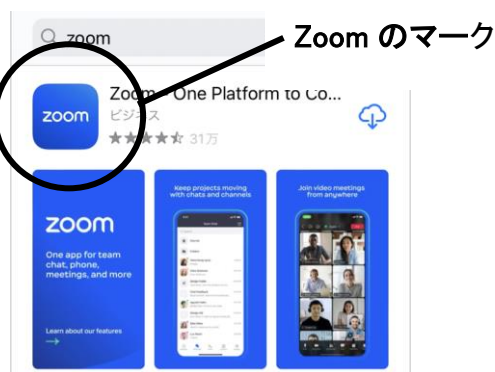 zoom
Zoom のマーク
zoom
Zoom - One Platform to Co...
ビジネス
31万
zoom
One app for team
chat, phone,
meetings, and more
Learn about our features
Keep projects moving
with chats and channels
Join video meetings
from anywhere